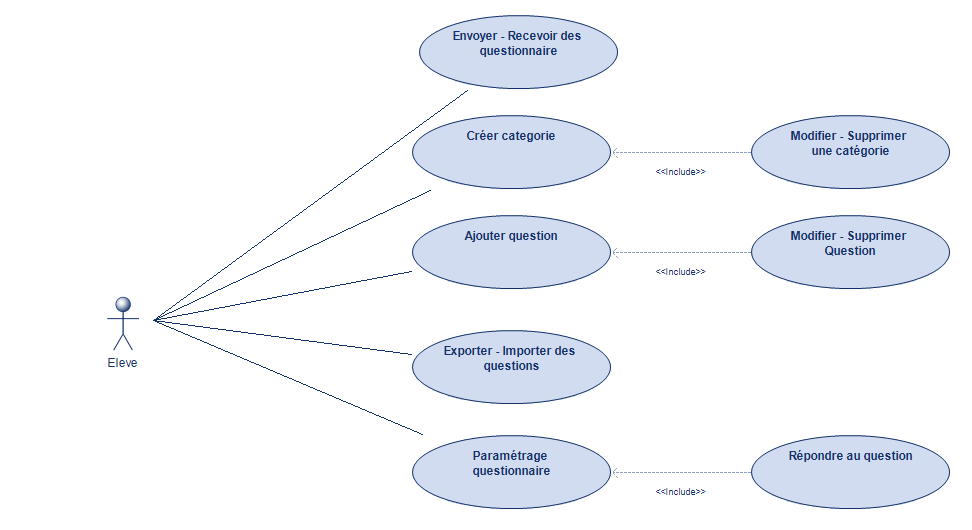 Envoyer - Recevoir des
questionnaire
Créer categorie
Modifier - Supprimer
une catégorie
<<Include>>
Ajouter question
Modifier - Supprimer
Question
<<Include>>
Eleve
Exporter - Importer des
questions
Paramétrage
questionnaire
Répondre au question
<<Include>>